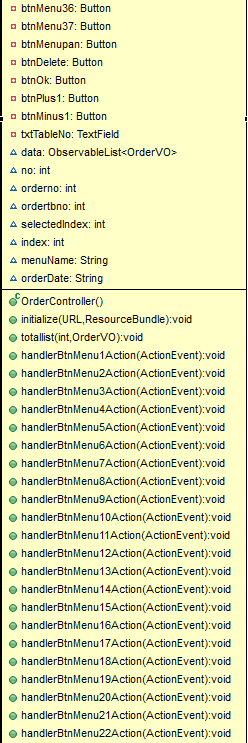 btnMenu36: Button
btnMenu37: Button
btnMenupan: Button
btnDelete: Button
btnOk: Button
btnPlus1: Button
btnMinus1: Button
txtTableNo: TextField
data: ObservableList<OrderVO>
no: int
orderno: int
ordertbno: int
selectedIndex: int
index: int
menuName: String
orderDate: String
OrderController()
initialize(URL,ResourceBundle):void
totallist(int,OrderVO):void
handlerBtnMenu1Action(ActionEvent):void
handlerBtnMenu2Action(ActionEvent):void
handlerBtnMenu3Action(ActionEvent):void
handlerBtnMenu4Action(ActionEvent):void
handlerBtnMenu5Action(ActionEvent):void
handlerBtnMenu6Action(ActionEvent):void
handlerBtnMenu7Action(ActionEvent):void
handlerBtnMenu8Action(ActionEvent):void
handlerBtnMenu9Action(ActionEvent):void
handlerBtnMenu10Action(ActionEvent):void
handlerBtnMenu11Action(ActionEvent):void
handlerBtnMenu12Action(ActionEvent):void
handlerBtnMenu13Action(ActionEvent):void
handlerBtnMenu14Action(ActionEvent):void
handlerBtnMenu15Action(ActionEvent):void
handlerBtnMenu16Action(ActionEvent):void
handlerBtnMenu17Action(ActionEvent):void
handlerBtnMenu18Action(ActionEvent):void
handlerBtnMenu19Action(ActionEvent):void
handlerBtnMenu20Action(ActionEvent):void
handlerBtnMenu21Action(ActionEvent):void
handlerBtnMenu22Action(ActionEvent):void